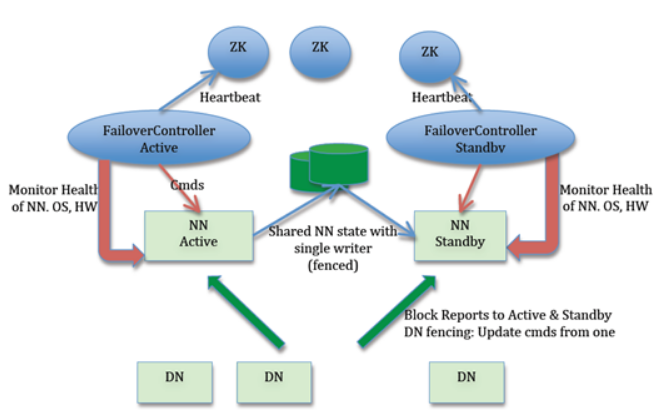 ZK
ZK
ZK
Heartbeat
Heartbeat
FailoverController
Active
FailoverController
Standby
Cmds
Monitor Health
of NN. OS, HW
Monitor Health
of NN. OS, HW
NN
Active
Shared NN state with
single writer
(fenced)
NN
Standby
Block Reports to Active & Standby
DN fencing: Update cmds from one
DN
DN
DN